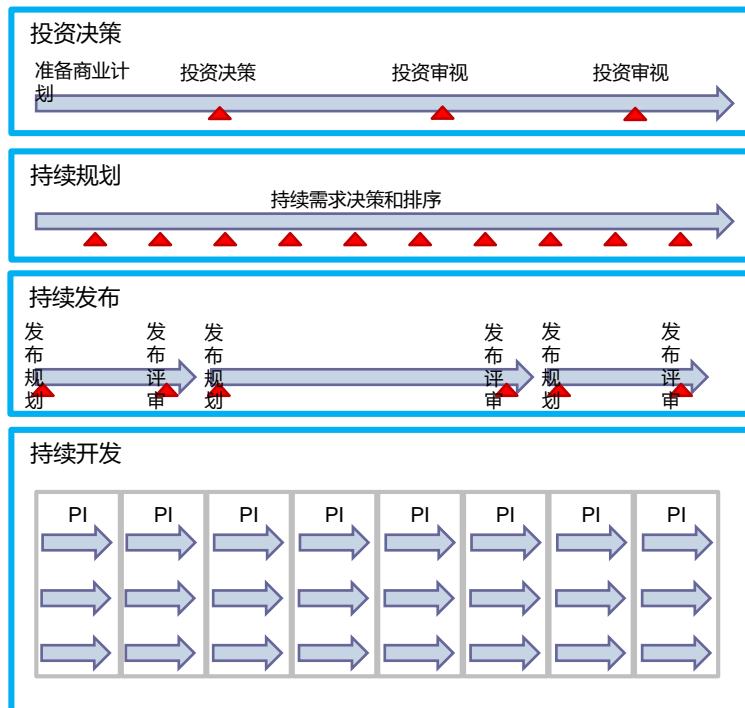 投资决策
准备商业计
划
投资决策
投资审视
投资审视
持续规划
持续需求决策和排序
持续发布
发布规划
发布评审
发布规划
发布评审
发布规划
发布评审
持续开发
PI PI PI PI PI PI PI PI